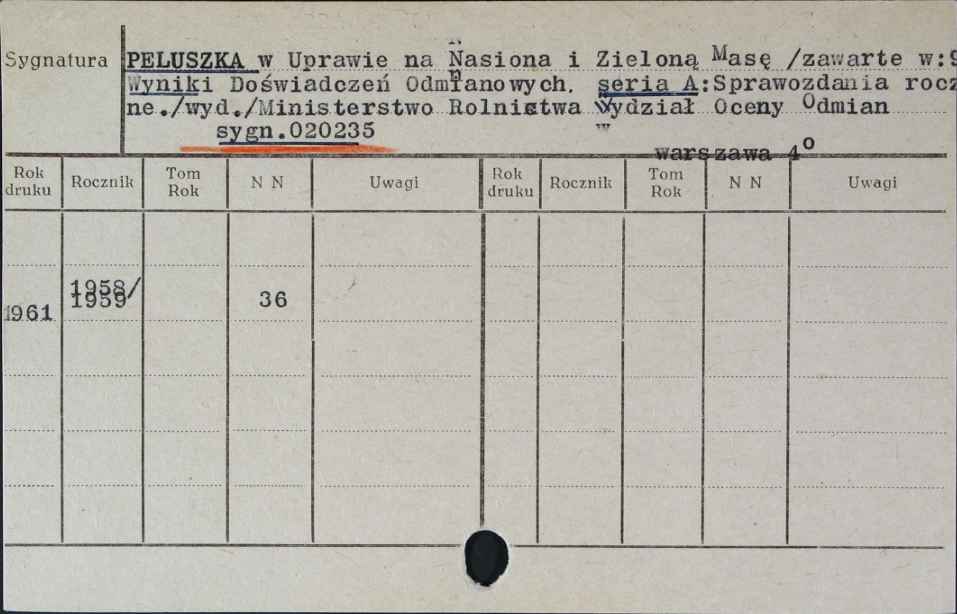 Sygnatura
PELUSZKA w Uprawie na Nasiona i Zieloną Masę /zawarte w:
Wyniki Doświadczeń Odmianowych. seria A:Sprawozdania rocz
ne./wyd./Ministerstwo Rolnictwa Wydział Oceny Odmian
sygn.020235
warszawa 4º
Rok druku Rocznik Tom Rok N N Uwagi Rok druku Rocznik Tom Rok N N Uwagi
1961 1958/1959 36